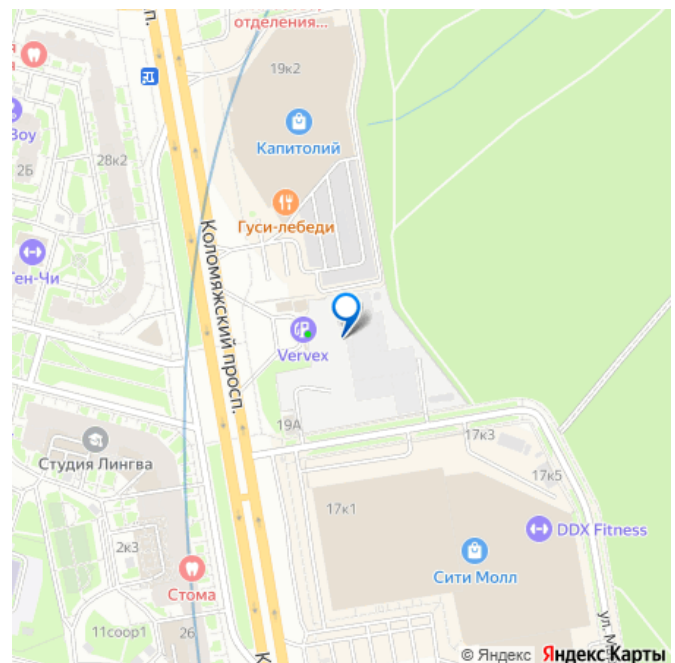 отделения...
19к2
Капитолий
Воу
28к2
2Б
Гуси-лебеди
Коломяжский просп.
Vervex
19А
17к3
17к5
Студия Лингва
17к1
DDX Fitness
Сити Молл
2к3
Стома
11соор1
26
© Яндекс Яндекс Карты